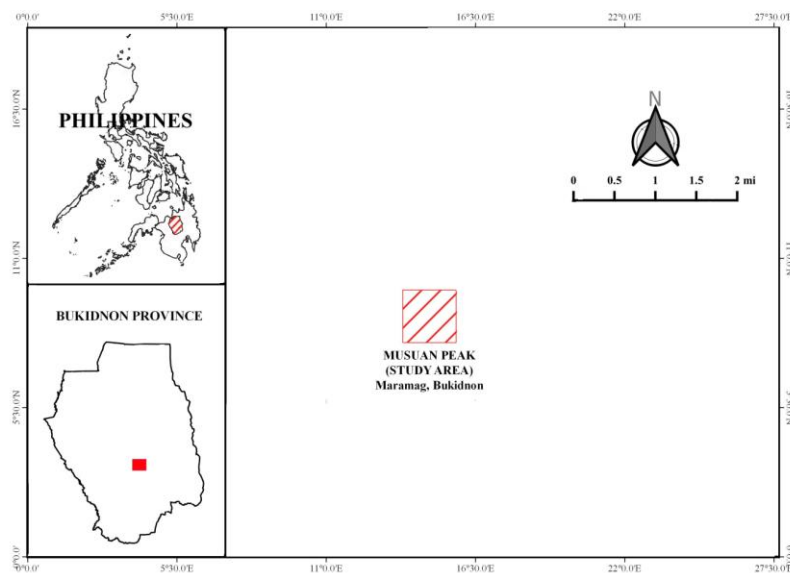 0°0.0' 5°30.0'E 11°0.0'E 16°30.0'E 22°0.0'E 27°30.0'E
PHILIPPINES
16°30.0'N
11°0.0'N
BUKIDNON PROVINCE
5°30.0'N
0°0.0'
N
0 0.5 1 1.5 2 mi
MUSUAN PEAK
(STUDY AREA)
Maramag, Bukidnon
0°0.0' 5°30.0'E 11°0.0'E 16°30.0'E 22°0.0'E 27°30.0'E